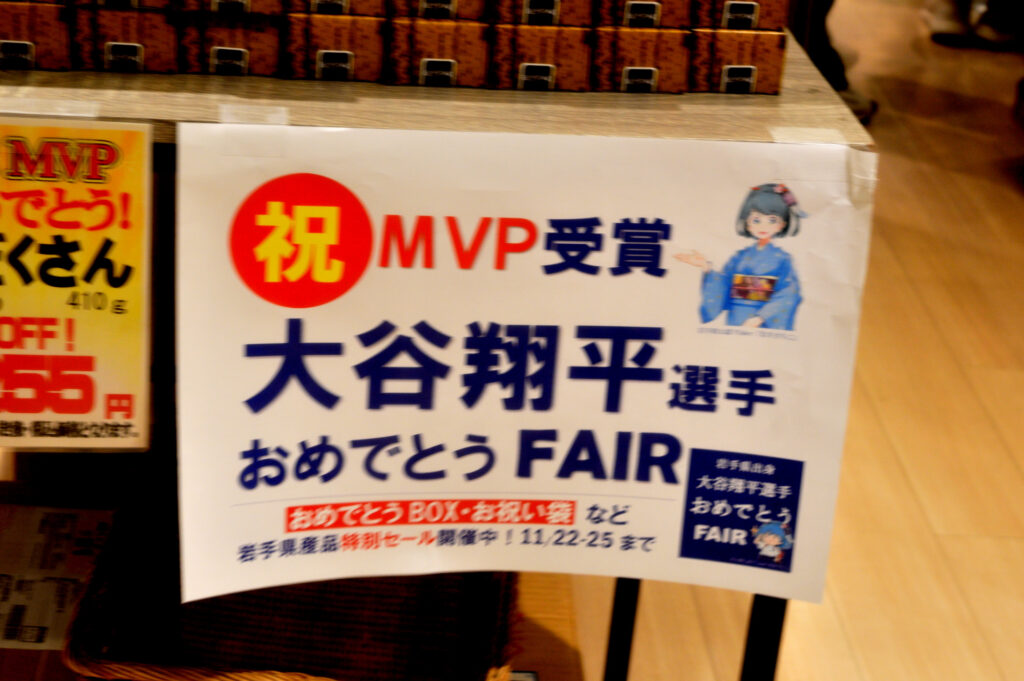 MVP
でとう!
くさん
410g
OFF!
255円
祝 MVP受賞
大谷翔平選手
おめでとうFAIR
おめでとうBOX・お祝い袋 など
岩手県産品特別セール開催中!11/22-25まで
岩手県出身
大谷翔平選手
おめでとう
FAIR